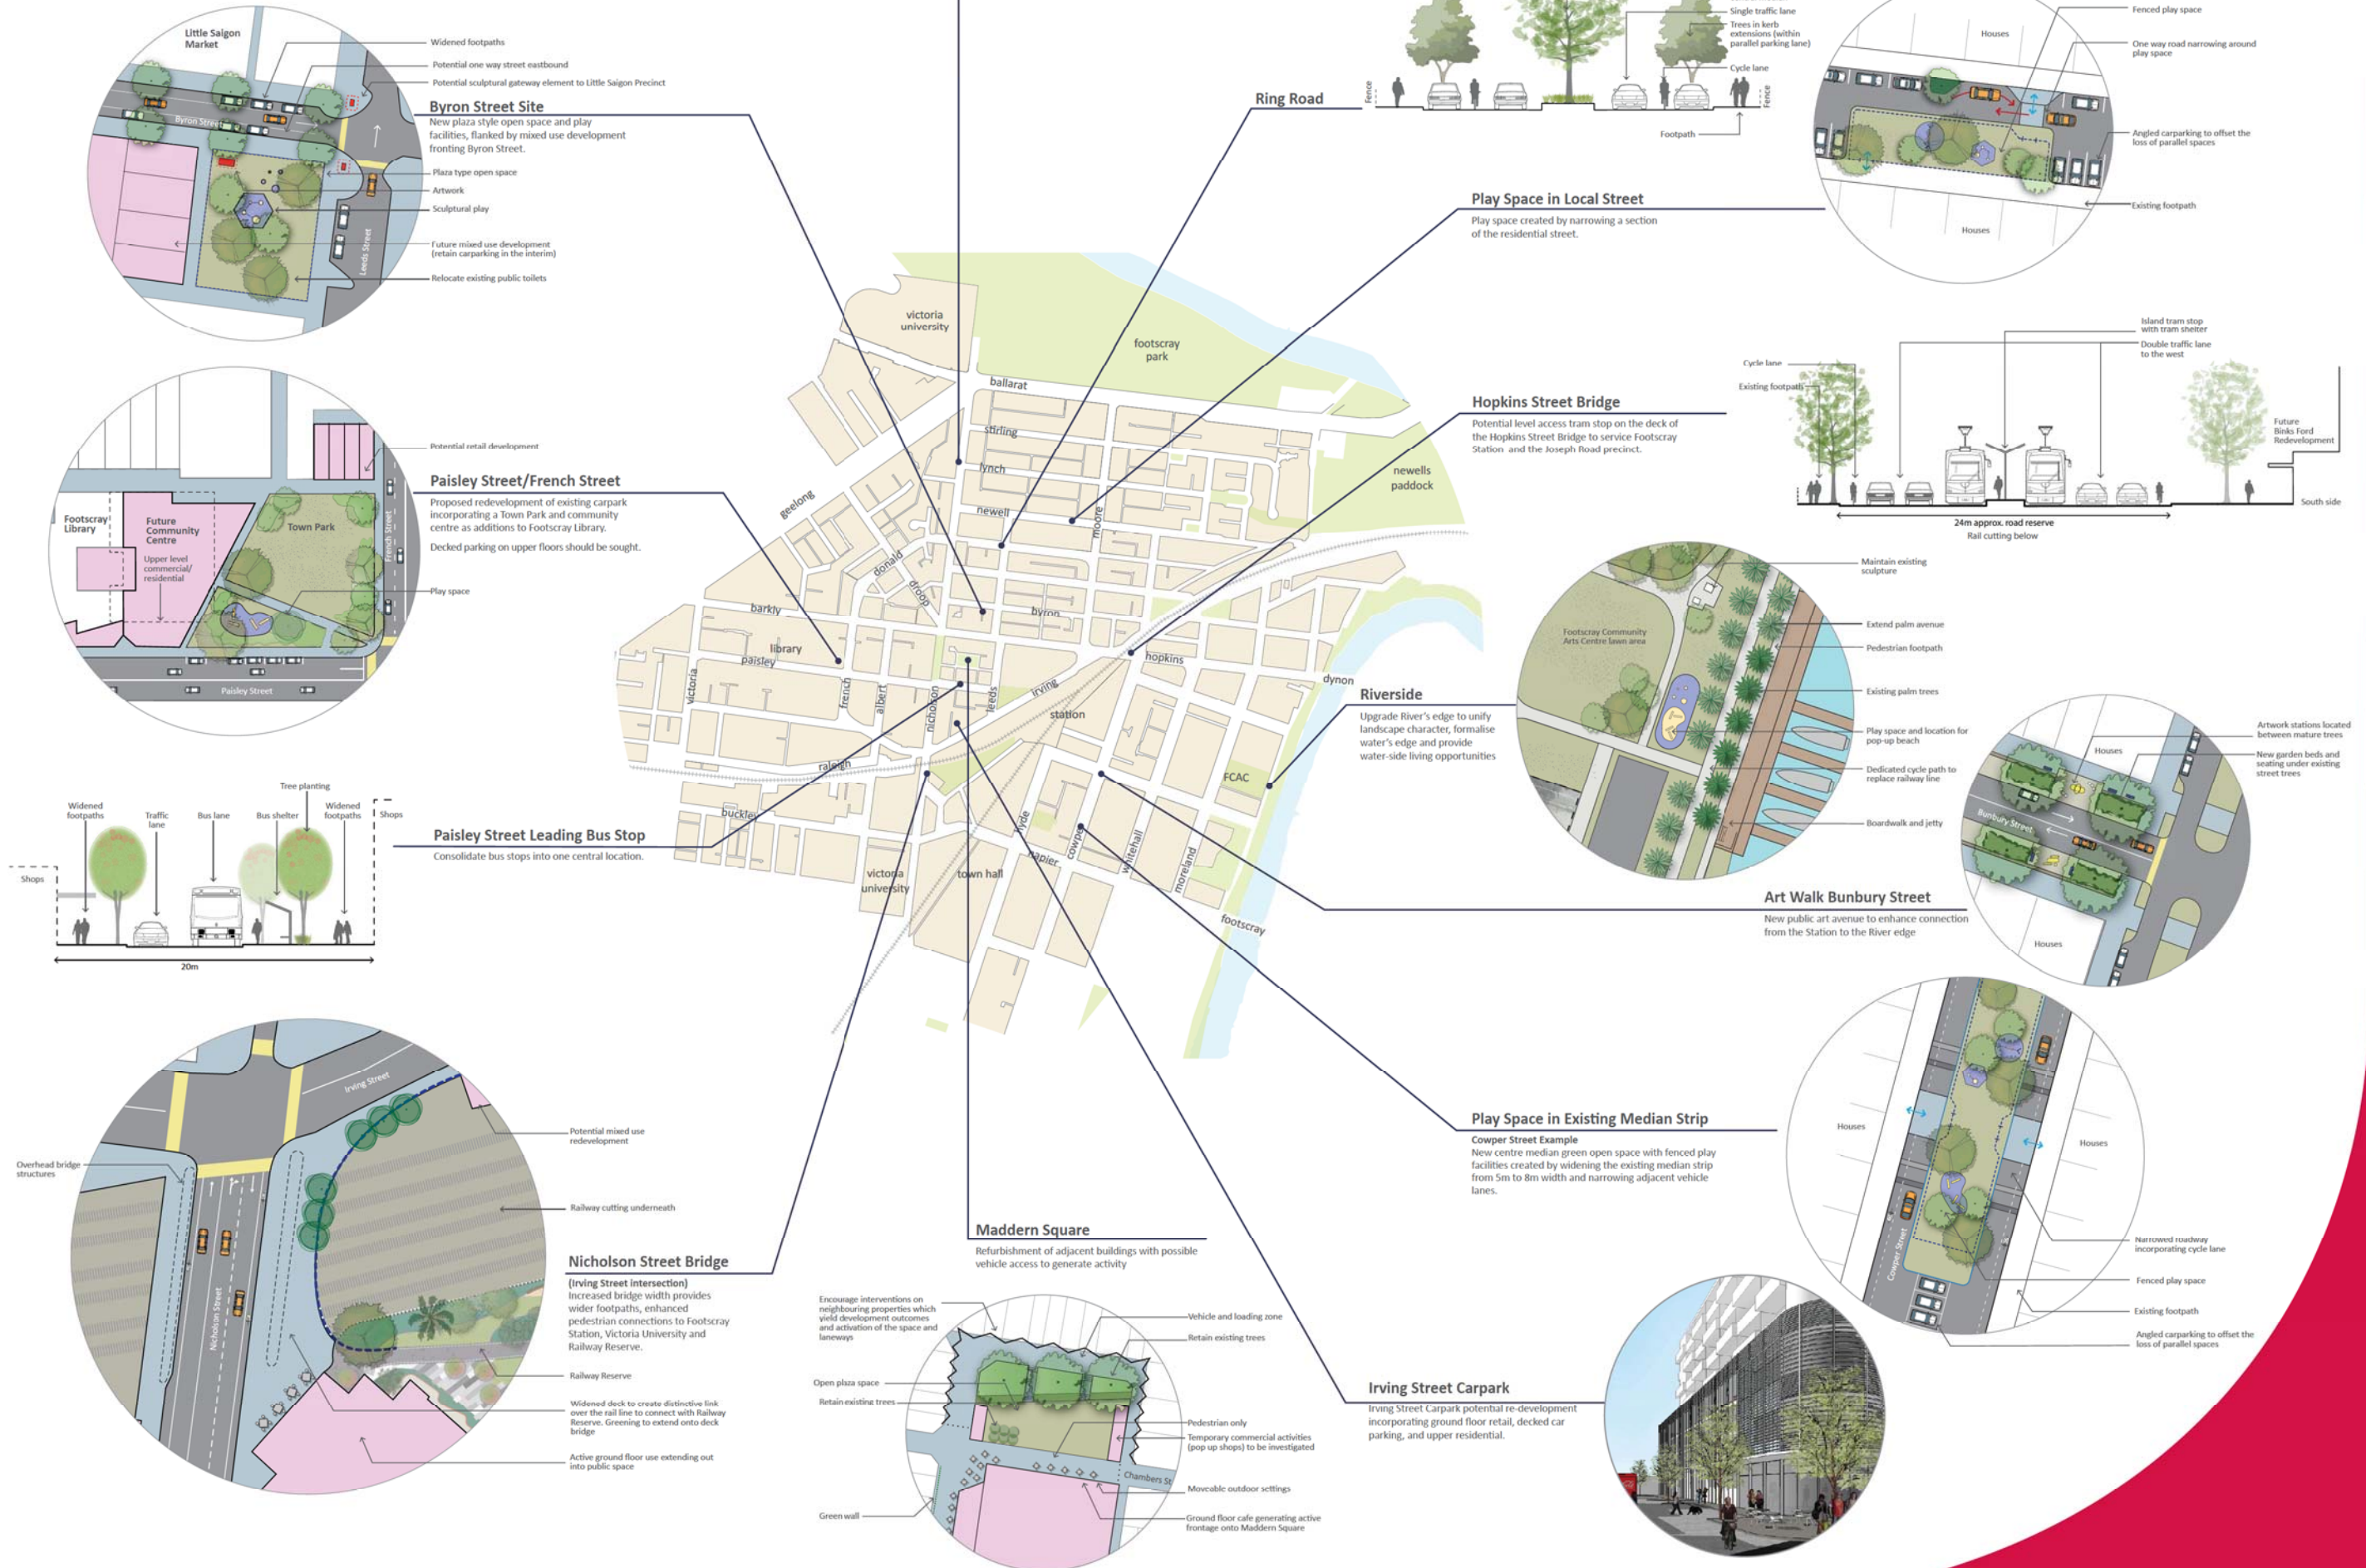 Little Saigon
Market
Widened footpaths
Potential one way street eastbound
Potential sculptural gateway element to Little Saigon Precinct
Byron Street Site
New plaza style open space and play
facilities, flanked by mixed use development
fronting Byron Street.
Plaza type open space
Artwork
Sculptural play
Future mixed use development
(retain carparking in the interim)
Relocate existing public toilets
Byron Street
Leeds Street
Ring Road
Fence
Single traffic lane
Trees in kerb
extensions (within
parallel parking lane)
Cycle lane
Fence
Footpath
Play Space in Local Street
Play space created by narrowing a section
of the residential street.
Houses
Fenced play space
One way road narrowing around
play space
Angled carparking to offset the
loss of parallel spaces
Existing footpath
Houses
Potential retail development
Paisley Street/French Street
Proposed redevelopment of existing carpark
incorporating a Town Park and community
centre as additions to Footscray Library.
Decked parking on upper floors should be sought.
Play space
Footscray
Library
Future
Community
Centre
Upper level
commercial/
residential
Town Park
French Street
Paisley Street
Hopkins Street Bridge
Potential level access tram stop on the deck of
the Hopkins Street Bridge to service Footscray
Station and the Joseph Road precinct.
Island tram stop
with tram shelter
Double traffic lane
to the west
Cycle lane
Existing footpath
Future
Binks Ford
Redevelopment
South side
24m approx. road reserve
Rail cutting below
victoria
university
footscray
park
ballarat
stirling
lynch
newells
paddock
geelong
newell
moore
donald
droop
barkly
byron
library
paisley
hopkins
victoria
french
albert
nicholson
leeds
irving
station
dynon
raleigh
FCAC
buckley
hyde
cowper
napier
whitehall
moreland
victoria
university
town hall
footscray
Riverside
Upgrade River's edge to unify
landscape character, formalise
water's edge and provide
water-side living opportunities
Footscray Community
Arts Centre lawn area
Maintain existing
sculpture
Extend palm avenue
Pedestrian footpath
Existing palm trees
Play space and location for
pop-up beach
Dedicated cycle path to
replace railway line
Boardwalk and jetty
Artwork stations located
between mature trees
New garden beds and
seating under existing
street trees
Houses
Bunbury Street
Houses
Art Walk Bunbury Street
New public art avenue to enhance connection
from the Station to the River edge
Tree planting
Widened
footpaths
Traffic
lane
Bus lane
Bus shelter
Widened
footpaths
Shops
Shops
20m
Paisley Street Leading Bus Stop
Consolidate bus stops into one central location.
Play Space in Existing Median Strip
Cowper Street Example
New centre median green open space with fenced play
facilities created by widening the existing median strip
from 5m to 8m width and narrowing adjacent vehicle
lanes.
Houses
Houses
Cowper Street
Narrowed roadway
incorporating cycle lane
Fenced play space
Existing footpath
Angled carparking to offset the
loss of parallel spaces
Irving Street
Overhead bridge
structures
Nicholson Street
Potential mixed use
redevelopment
Railway cutting underneath
Nicholson Street Bridge
(Irving Street intersection)
Increased bridge width provides
wider footpaths, enhanced
pedestrian connections to Footscray
Station, Victoria University and
Railway Reserve.
Railway Reserve
Widened deck to create distinctive link
over the rail line to connect with Railway
Reserve. Greening to extend onto deck
bridge
Active ground floor use extending out
into public space
Maddern Square
Refurbishment of adjacent buildings with possible
vehicle access to generate activity
Encourage interventions on
neighbouring properties which
yield development outcomes
and activation of the space and
laneways
Vehicle and loading zone
Retain existing trees
Open plaza space
Retain existing trees
Pedestrian only
Temporary commercial activities
(pop up shops) to be investigated
Chambers St
Moveable outdoor settings
Green wall
Ground floor cafe generating active
frontage onto Maddern Square
Irving Street Carpark
Irving Street Carpark potential re-development
incorporating ground floor retail, decked car
parking, and upper residential.